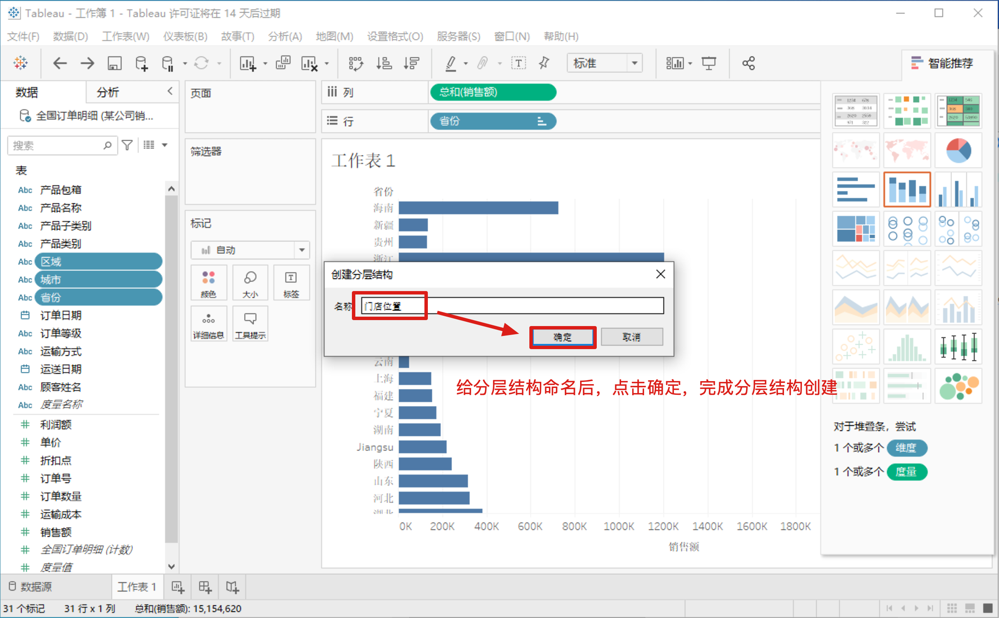 Tableau - 工作簿 1 - Tableau 许可证将在 14 天后过期
文件(F) 数据(D) 工作表(W) 仪表板(B) 故事(T) 分析(A) 地图(M) 设置格式(O) 服务器(S) 窗口(N) 帮助(H)
标准
智能推荐
数据 分析
全国订单明细 (某公司销...
搜索
表
Abc 产品包箱
Abc 产品名称
Abc 产品子类别
Abc 产品类别
Abc 区域
Abc 城市
Abc 省份
订单日期
Abc 订单等级
Abc 运输方式
运送日期
Abc 顾客姓名
Abc 度量名称
利润额
单价
折扣点
订单号
订单数量
运输成本
销售额
全国订单明细 (计数)
度量值
页面
筛选器
标记
自动
颜色 大小 标签
详细信息 工具提示
列 总和(销售额)
行 省份
工作表 1
省份
海南
新疆
贵州
浙江
创建分层结构
名称 门店位置
确定 取消
云南
上海
给分层结构命名后，点击确定，完成分层结构创建
福建
宁夏
湖南
Jiangsu
陕西
山东
河北
湖北
0K 200K 400K 600K 800K 1000K 1200K 1400K 1600K 1800K
销售额
对于堆叠条，尝试
1 个或多个 维度
1 个或多个 度量
数据源 工作表 1
31 个标记 31 行 x 1 列 总和(销售额): 15,154,620